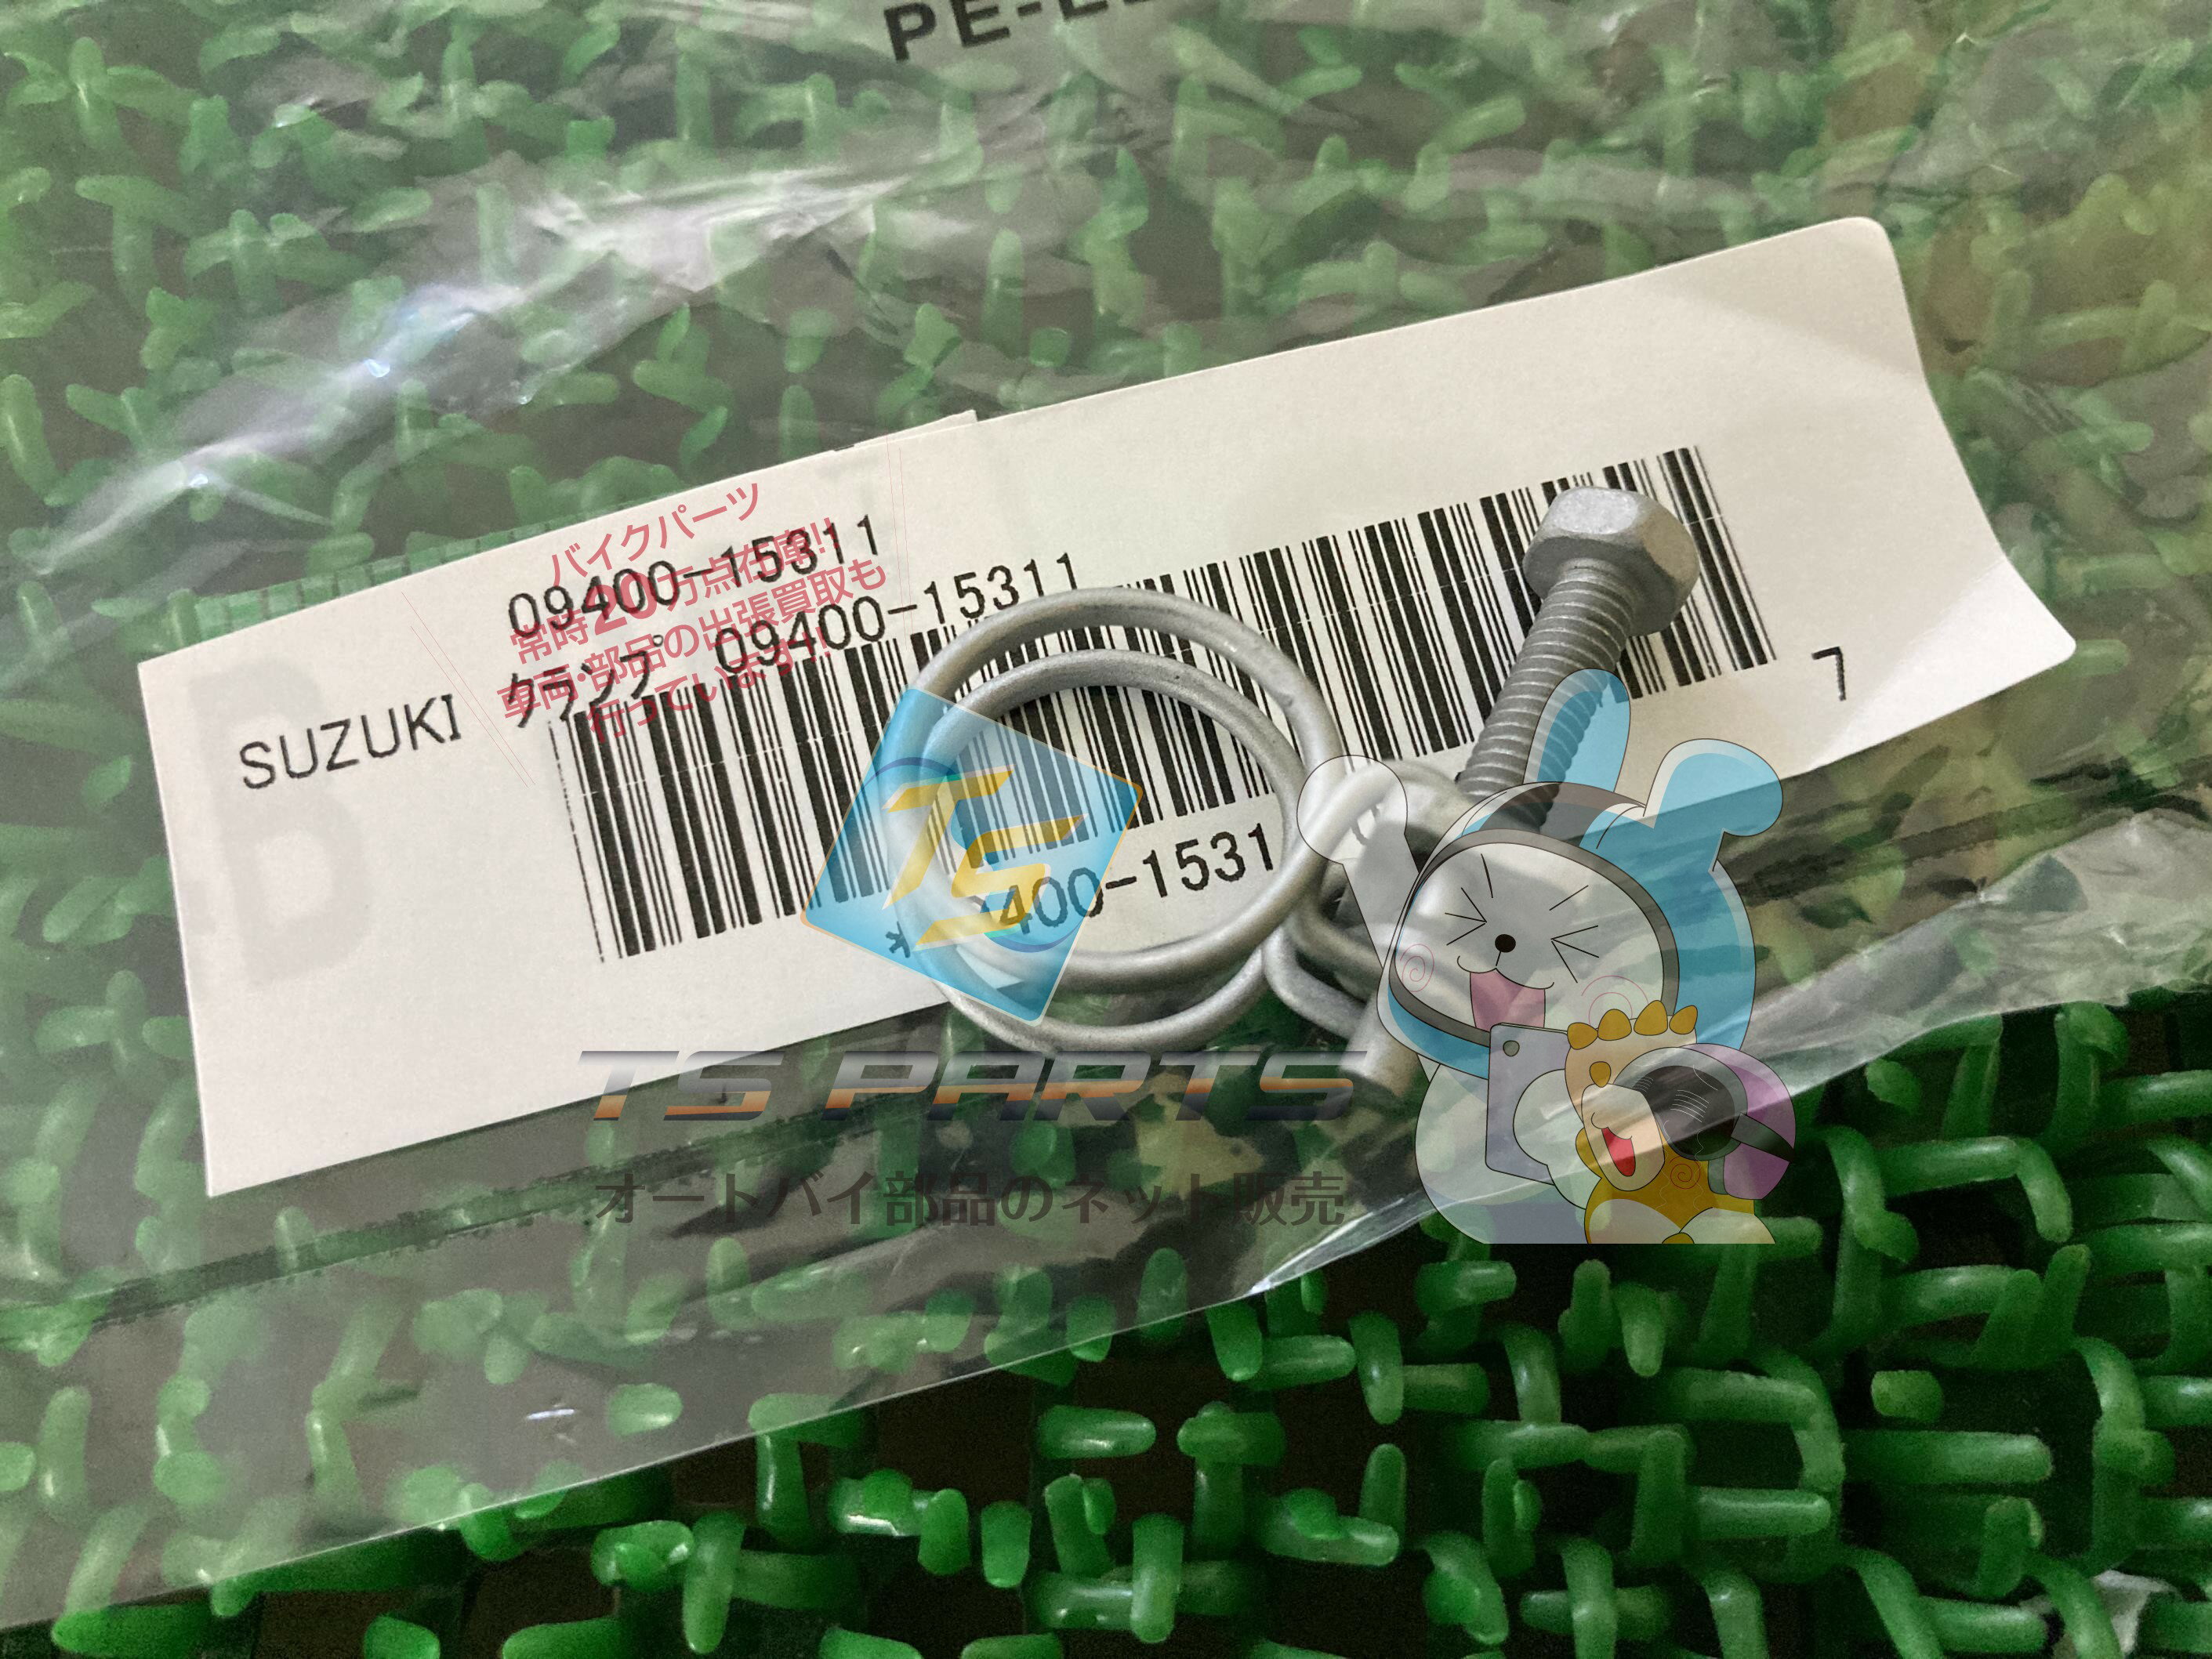 09400-15311
SUZUKI クランプ 09400-15311
400-1531
7
バイクパーツ
常時20万点在庫!!
車両・部品の出張買取も
行っています!!
TS
TS PARTS
オートバイ部品のネット販売